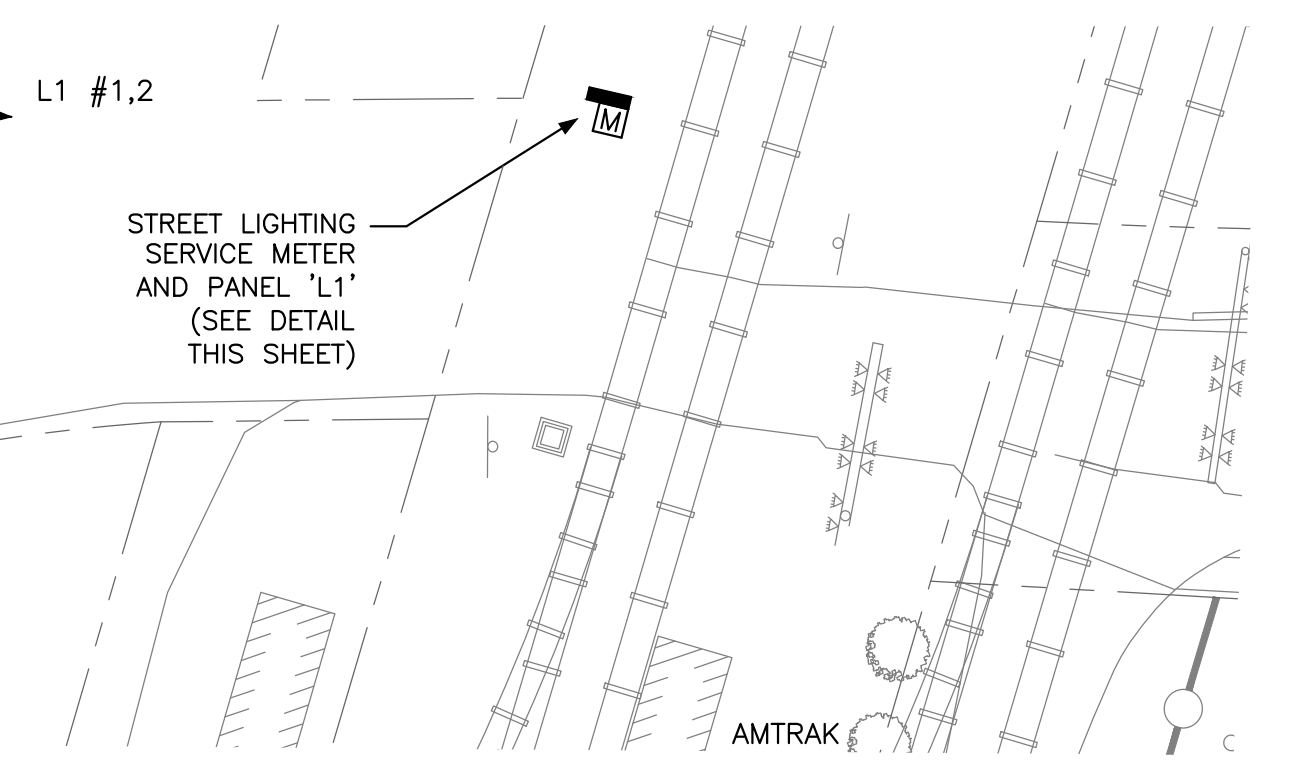 L1 #1,2
M
STREET LIGHTING
SERVICE METER
AND PANEL 'L1'
(SEE DETAIL
THIS SHEET)
AMTRAK